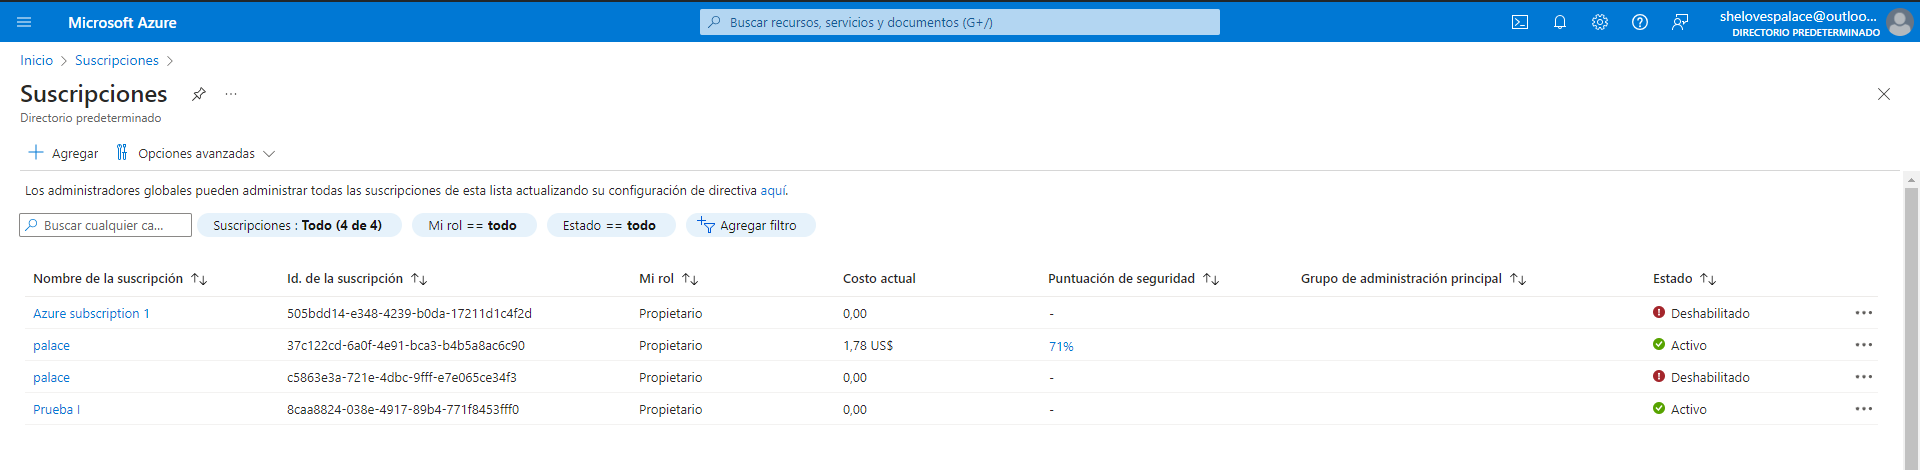 Microsoft Azure
Buscar recursos, servicios y documentos (G+/)
shelovespalace@outloo...
DIRECTORIO PREDETERMINADO
Inicio > Suscripciones >
Suscripciones
Directorio predeterminado
Agregar Opciones avanzadas
Los administradores globales pueden administrar todas las suscripciones de esta lista actualizando su configuración de directiva aquí.
Buscar cualquier ca... Suscripciones : Todo (4 de 4) Mi rol == todo Estado == todo Agregar filtro
Nombre de la suscripción Id. de la suscripción Mi rol Costo actual Puntuación de seguridad Grupo de administración principal Estado
Azure subscription 1 505bdd14-e348-4239-b0da-17211d1c4f2d Propietario 0,00 - Deshabilitado
palace 37c122cd-6a0f-4e91-bca3-b4b5a8ac6c90 Propietario 1,78 US$ 71% Activo
palace c5863e3a-721e-4dbc-9fff-e7e065ce34f3 Propietario 0,00 - Deshabilitado
Prueba I 8caa8824-038e-4917-89b4-771f8453fff0 Propietario 0,00 - Activo